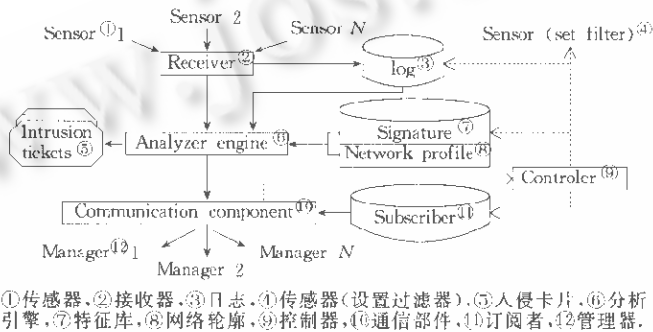 Sensor 2
Sensor①1
Sensor N
Sensor (set filter)④
Receiver②
log③
Intrusion
tickets⑤
Analyzer engine⑥
Signature⑦
Network profile⑧
Controler⑨
Communication component⑩
Subscriber⑪
Manager⑫1
Manager 2
Manager N
①传感器,②接收器,③日志,④传感器(设置过滤器),⑤入侵卡片,⑥分析
引擎,⑦特征库,⑧网络轮廓,⑨控制器,⑩通信部件,⑪订阅者,⑫管理器.